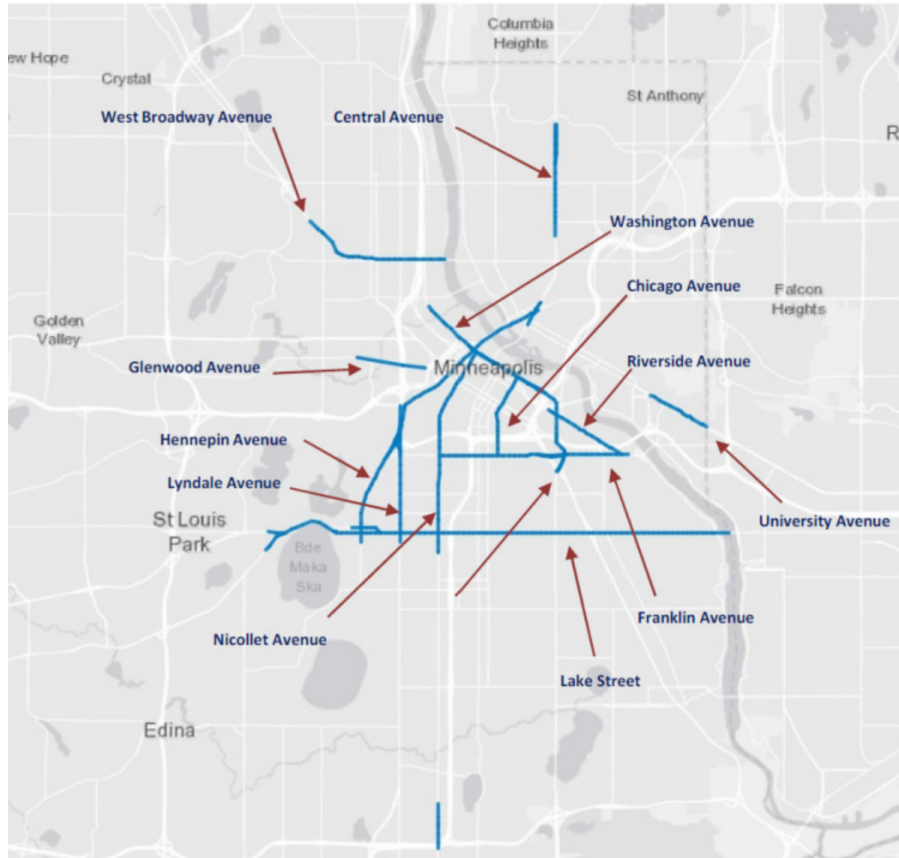 Columbia
Heights
ew Hope
Crystal
St Anthony
West Broadway Avenue
Central Avenue
R
Washington Avenue
Chicago Avenue
Falcon
Heights
Golden
Valley
Glenwood Avenue
Minneapolis
Riverside Avenue
Hennepin Avenue
Lyndale Avenue
St Louis
Park
University Avenue
Bde
Maka
Ska
Nicollet Avenue
Franklin Avenue
Lake Street
Edina